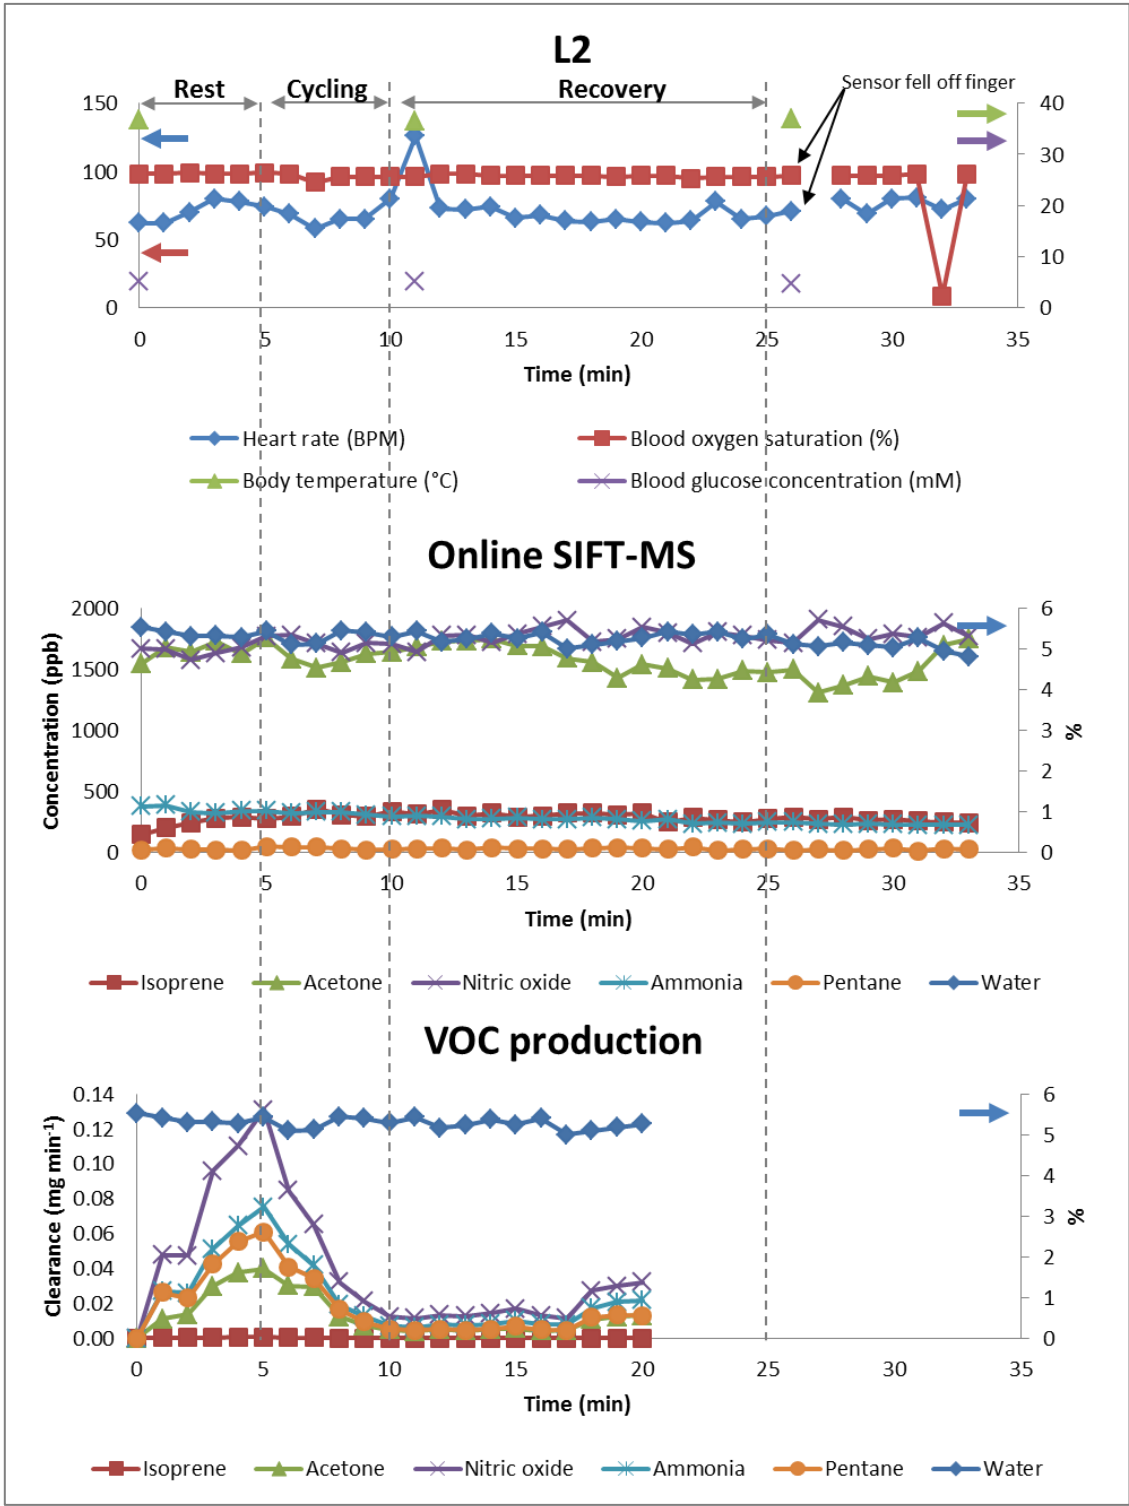 L2
Rest Cycling Recovery Sensor fell off finger
150 40
100 30
50 20
0 10
0
0 5 10 15 20 25 30 35
Time (min)
Heart rate (BPM) Blood oxygen saturation (%)
Body temperature (°C) Blood glucose concentration (mM)
Online SIFT-MS
Concentration (ppb)
2000 6
1500 5
1000 4
500 3
0 2
1
0
%
0 5 10 15 20 25 30 35
Time (min)
Isoprene Acetone Nitric oxide Ammonia Pentane Water
VOC production
Clearance (mg min-1)
0.14 6
0.12 5
0.10 4
0.08 3
0.06 2
0.04 1
0.02 0
0.00
%
0 5 10 15 20 25 30 35
Time (min)
Isoprene Acetone Nitric oxide Ammonia Pentane Water